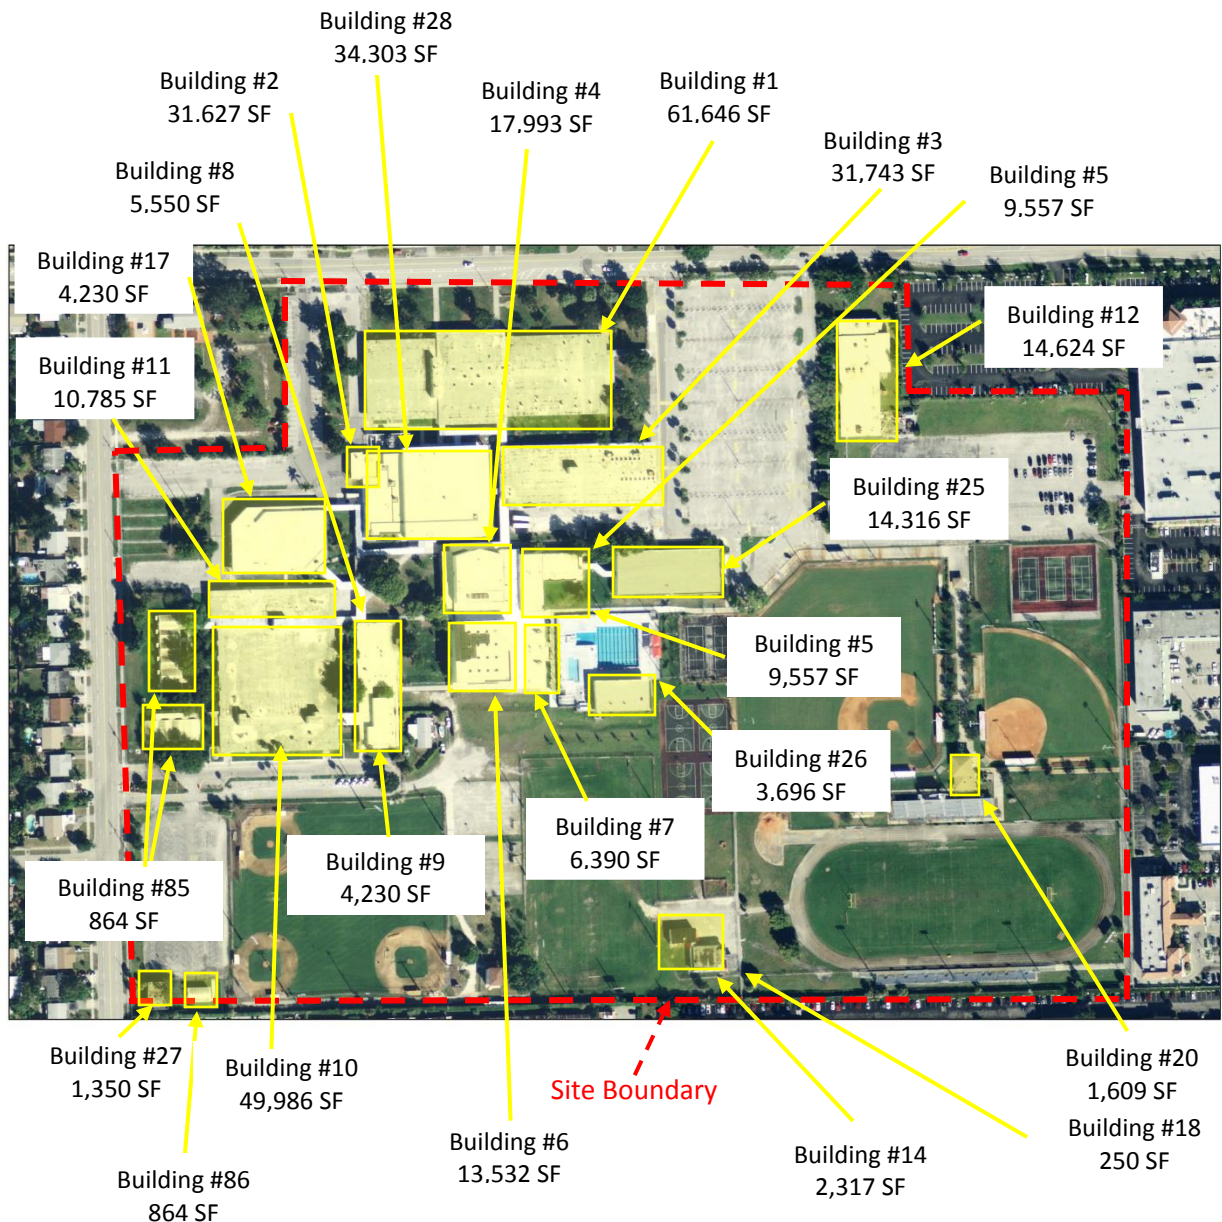 Building #28
34,303 SF
Building #2
31.627 SF
Building #4
17,993 SF
Building #1
61,646 SF
Building #3
31,743 SF
Building #8
5,550 SF
Building #5
9,557 SF
Building #17
4,230 SF
Building #12
14,624 SF
Building #11
10,785 SF
Building #25
14,316 SF
Building #5
9,557 SF
Building #26
3,696 SF
Building #7
6,390 SF
Building #9
4,230 SF
Building #85
864 SF
Building #27
1,350 SF
Building #10
49,986 SF
Site Boundary
Building #20
1,609 SF
Building #18
250 SF
Building #6
13,532 SF
Building #14
2,317 SF
Building #86
864 SF